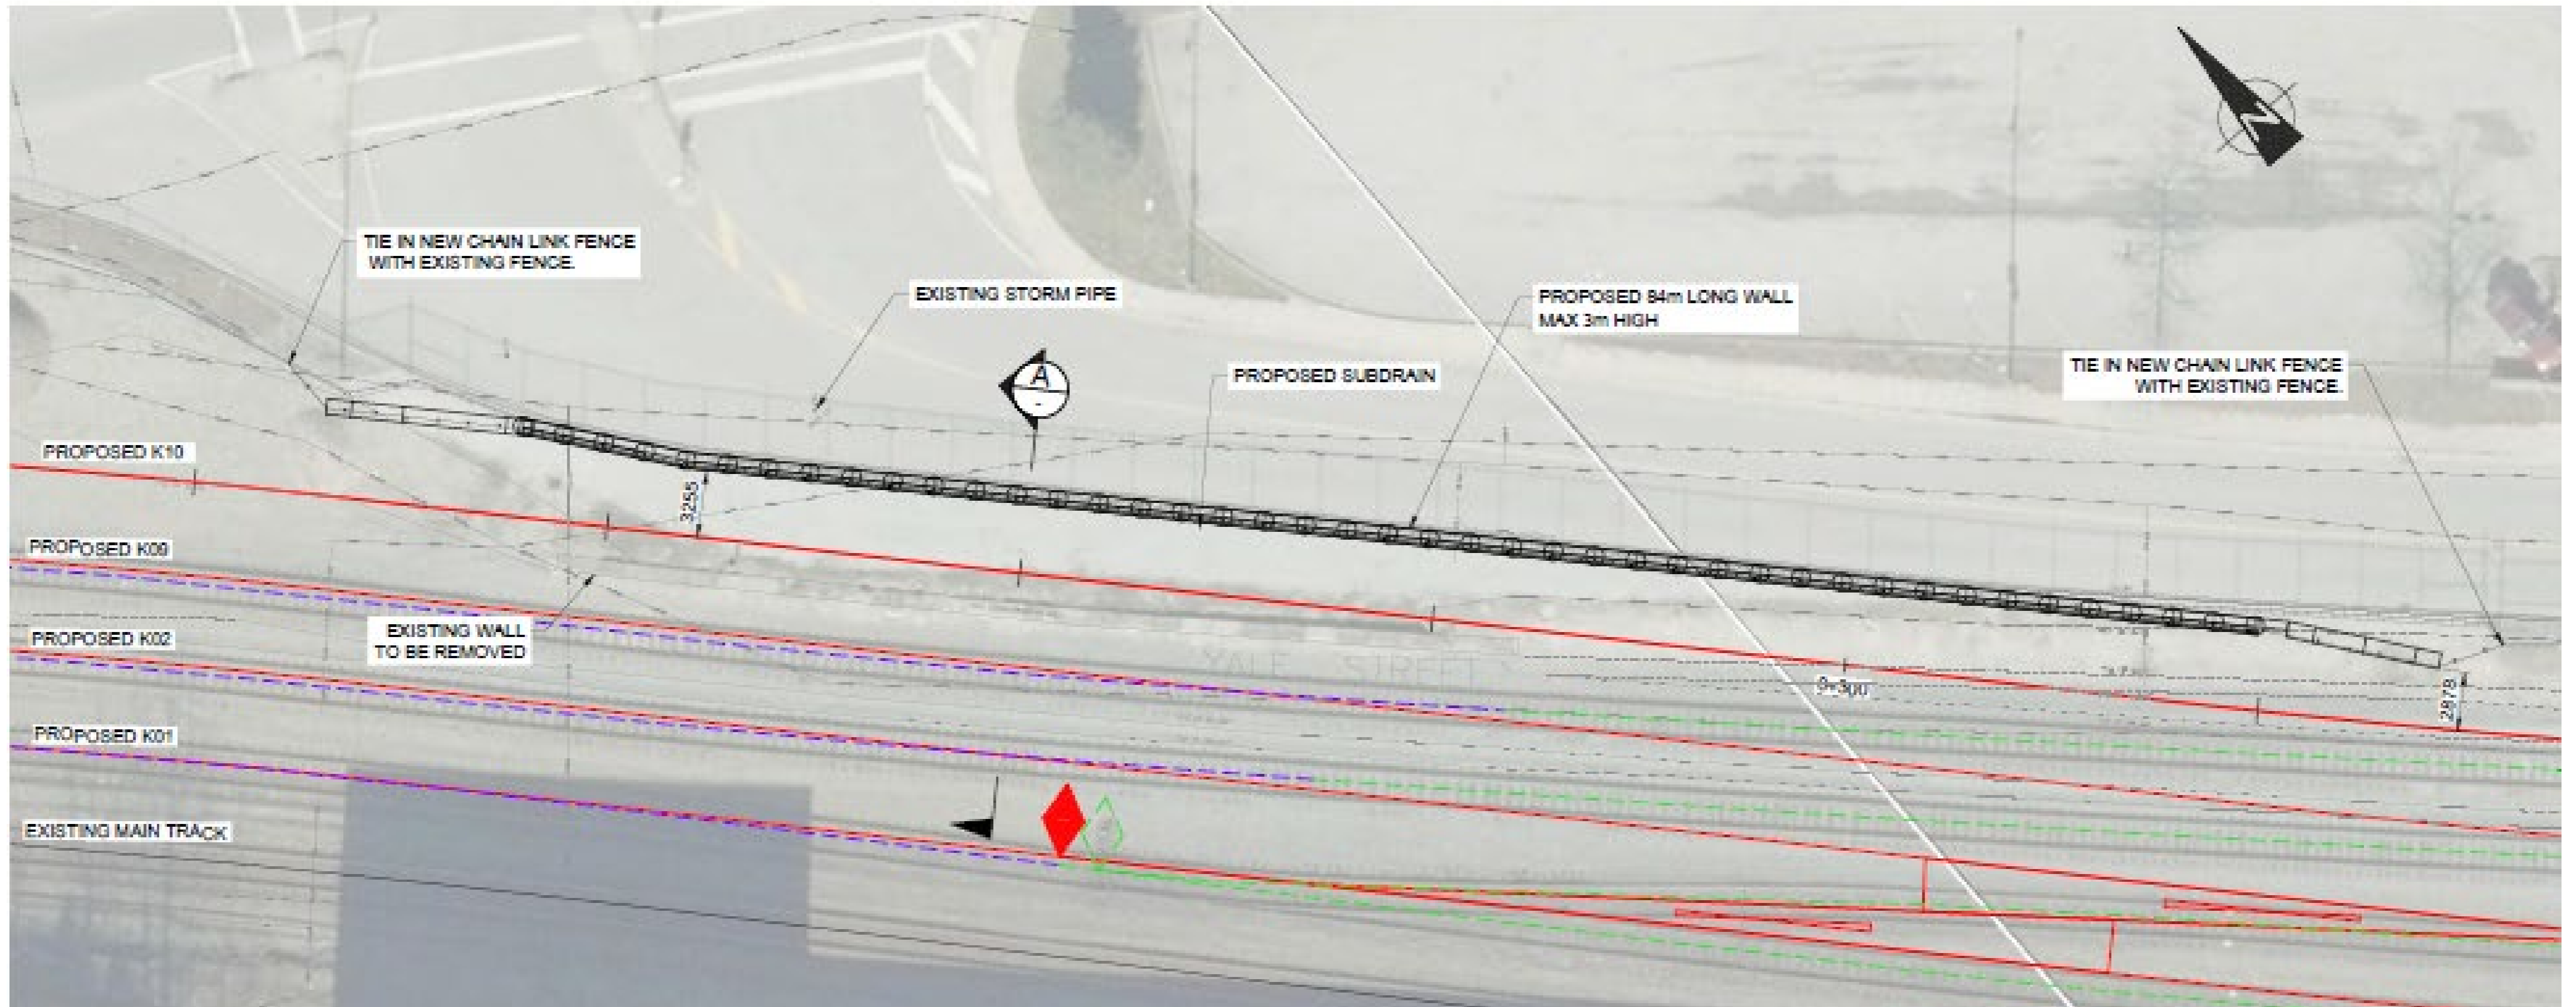 TIE IN NEW CHAIN LINK FENCE
WITH EXISTING FENCE.
EXISTING STORM PIPE
PROPOSED 84m LONG WALL
MAX 3m HIGH
A
-
PROPOSED SUBDRAIN
TIE IN NEW CHAIN LINK FENCE
WITH EXISTING FENCE.
PROPOSED K10
3255
PROPOSED K09
EXISTING WALL
TO BE REMOVED
PROPOSED K02
YALE STREET
9+300
2878
PROPOSED K01
EXISTING MAIN TRACK